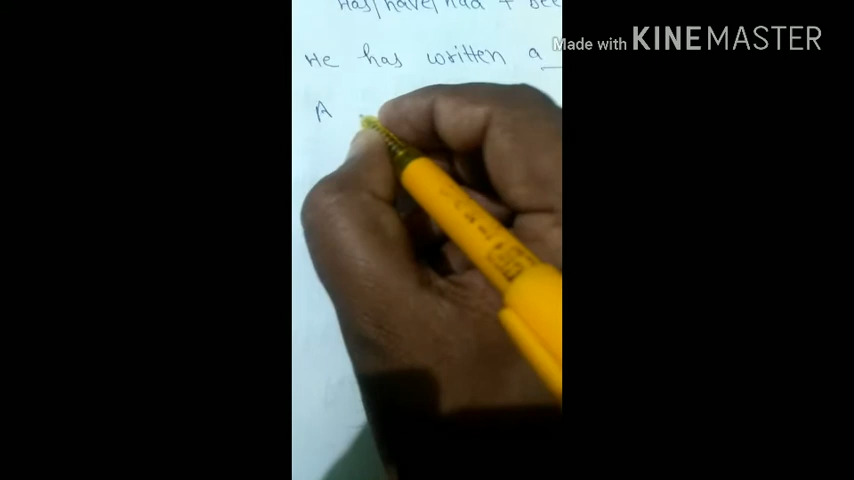 Has/have/had + bee
Made with KINEMASTER
He has written a
A